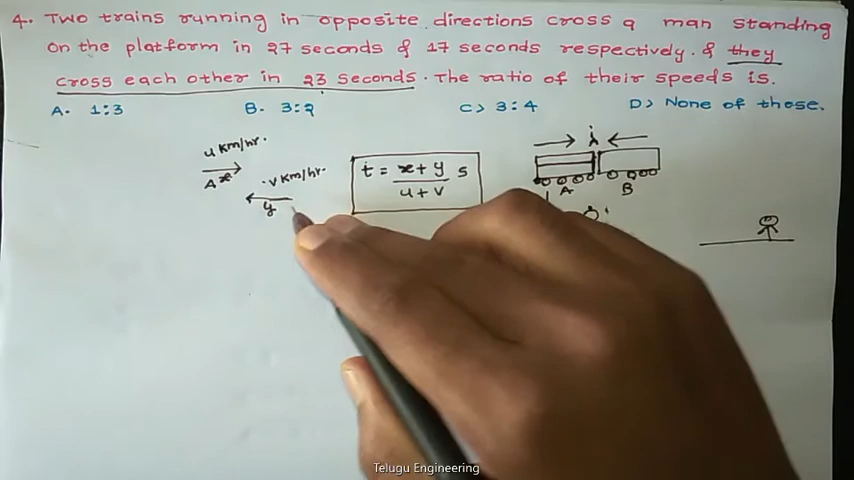 4. Two trains running in opposite directions cross a man standing
on the platform in 27 seconds & 17 seconds respectively. & they
cross each other in 23 seconds. The ratio of their speeds is.
A. 1:3 B. 3:2 C> 3:4 D> None of these.
u km/hr.
A x
v km/hr.
y
t = x+y / u+v s
A B
Telugu Engineering